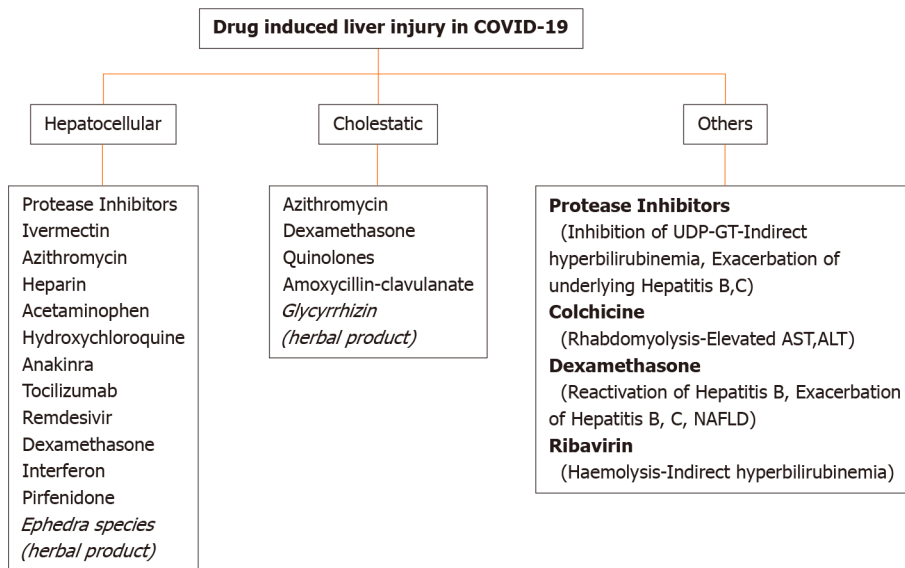 Drug induced liver injury in COVID-19
Hepatocellular
Cholestatic
Others
Protease Inhibitors
Ivermectin
Azithromycin
Heparin
Acetaminophen
Hydroxychloroquine
Anakinra
Tocilizumab
Remdesivir
Dexamethasone
Interferon
Pirfenidone
Ephedra species
(herbal product)
Azithromycin
Dexamethasone
Quinolones
Amoxycillin-clavulanate
Glycyrrhizin
(herbal product)
Protease Inhibitors
(Inhibition of UDP-GT-Indirect
hyperbilirubinemia, Exacerbation of
underlying Hepatitis B,C)
Colchicine
(Rhabdomyolysis-Elevated AST,ALT)
Dexamethasone
(Reactivation of Hepatitis B, Exacerbation
of Hepatitis B, C, NAFLD)
Ribavirin
(Haemolysis-Indirect hyperbilirubinemia)